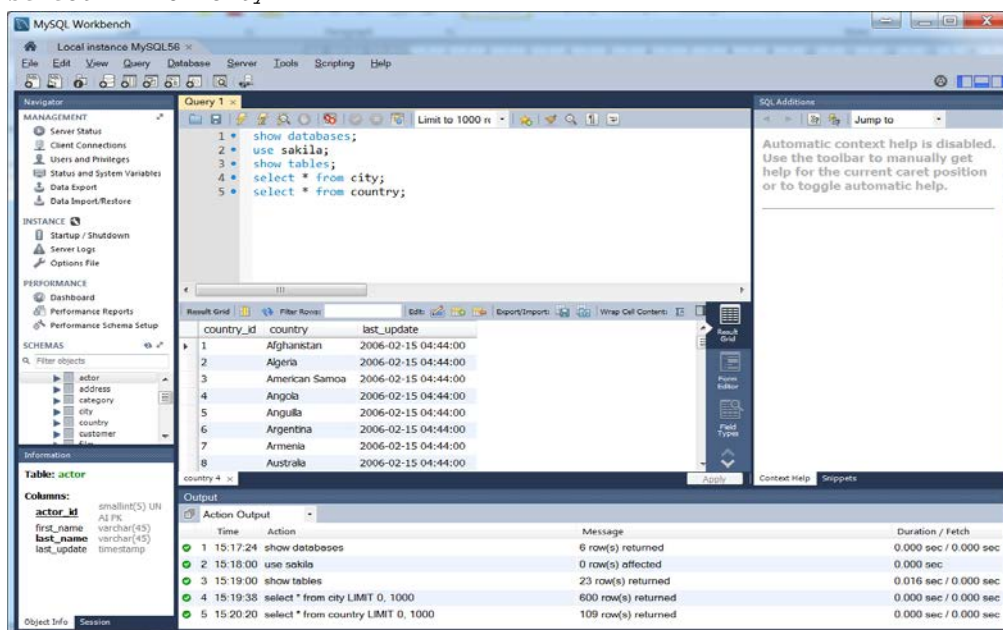 MySQL Workbench
Local instance MySQL56
File Edit View Query Database Server Tools Scripting Help
Navigator
MANAGEMENT
Server Status
Client Connections
Users and Privileges
Status and System Variables
Data Export
Data Import/Restore
INSTANCE
Startup / Shutdown
Server Logs
Options File
PERFORMANCE
Dashboard
Performance Reports
Performance Schema Setup
SCHEMAS
Filter objects
actor
address
category
city
country
customer
Information
Table: actor
Columns:
actor_id smallint(5) UN
AI PK
first_name varchar(45)
last_name varchar(45)
last_update timestamp
Object Info Session
Query 1
Limit to 1000 r
1 show databases;
2 use sakila;
3 show tables;
4 select * from city;
5 select * from country;
Result Grid Filter Rows: Edit: Export/Import: Wrap Cell Content:
country_id country last_update
1 Afghanistan 2006-02-15 04:44:00
2 Algeria 2006-02-15 04:44:00
3 American Samoa 2006-02-15 04:44:00
4 Angola 2006-02-15 04:44:00
5 Anguilla 2006-02-15 04:44:00
6 Argentina 2006-02-15 04:44:00
7 Armenia 2006-02-15 04:44:00
8 Australia 2006-02-15 04:44:00
Result
Grid
Form
Editor
Field
Types
country 4
Apply
SQL Additions
Jump to
Automatic context help is disabled.
Use the toolbar to manually get
help for the current caret position
or to toggle automatic help.
Context Help Snippets
Output
Action Output
Time Action Message Duration / Fetch
1 15:17:24 show databases 6 row(s) returned 0.000 sec / 0.000 sec
2 15:18:00 use sakila 0 row(s) affected 0.000 sec
3 15:19:00 show tables 23 row(s) returned 0.016 sec / 0.000 sec
4 15:19:38 select * from city LIMIT 0, 1000 600 row(s) returned 0.000 sec / 0.000 sec
5 15:20:20 select * from country LIMIT 0, 1000 109 row(s) returned 0.000 sec / 0.000 sec